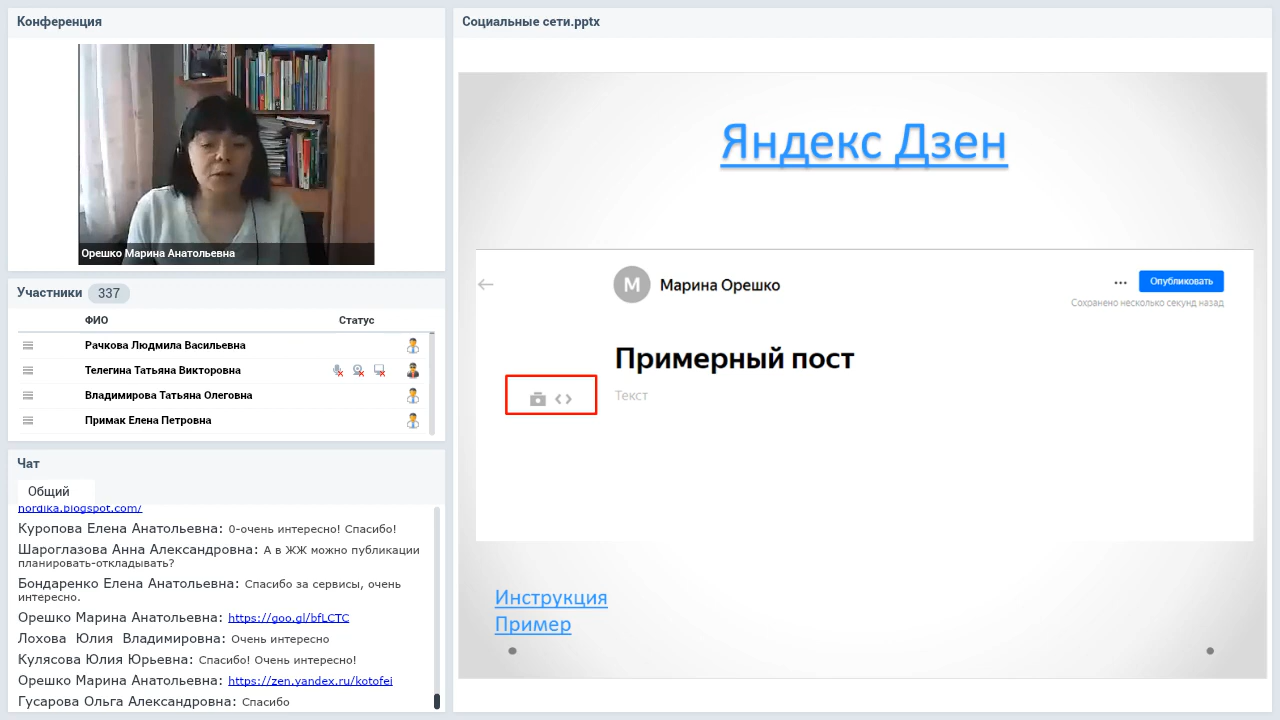 Конференция
Орешко Марина Анатольевна
Участники 337
ФИО Статус
Рачкова Людмила Васильевна
Телегина Татьяна Викторовна
Владимирова Татьяна Олеговна
Примак Елена Петровна
Чат
Общий
nordika.blogspot.com/
Куропова Елена Анатольевна: 0-очень интересно! Спасибо!
Шароглазова Анна Александровна: А в ЖЖ можно публикации
планировать-откладывать?
Бондаренко Елена Анатольевна: Спасибо за сервисы, очень
интересно.
Орешко Марина Анатольевна: https://goo.gl/bfLCTC
Лохова Юлия Владимировна: Очень интересно
Кулясова Юлия Юрьевна: Спасибо! Очень интересно!
Орешко Марина Анатольевна: https://zen.yandex.ru/kotofei
Гусарова Ольга Александровна: Спасибо
Социальные сети.pptx
Яндекс Дзен
М Марина Орешко
... Опубликовать
Сохранено несколько секунд назад
Примерный пост
Текст
Инструкция
Пример